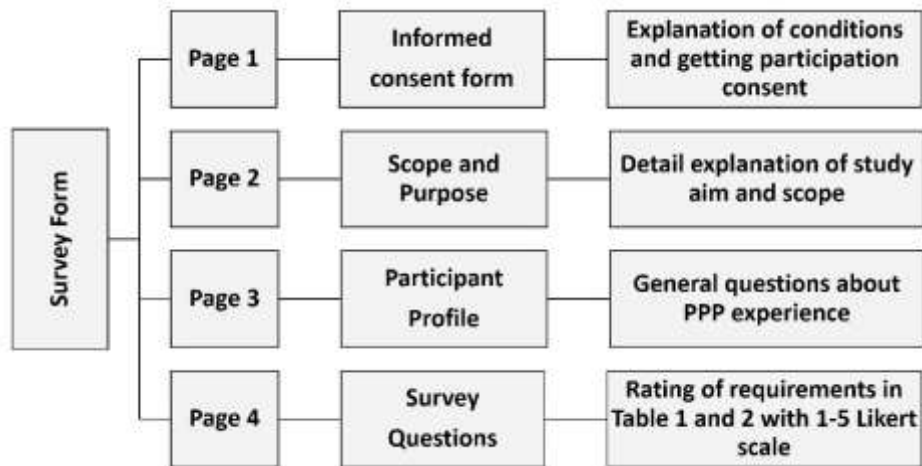 Survey Form
Page 1
Informed
consent form
Explanation of conditions
and getting participation
consent
Page 2
Scope and
Purpose
Detail explanation of study
aim and scope
Page 3
Participant
Profile
General questions about
PPP experience
Page 4
Survey
Questions
Rating of requirements in
Table 1 and 2 with 1-5 Likert
scale